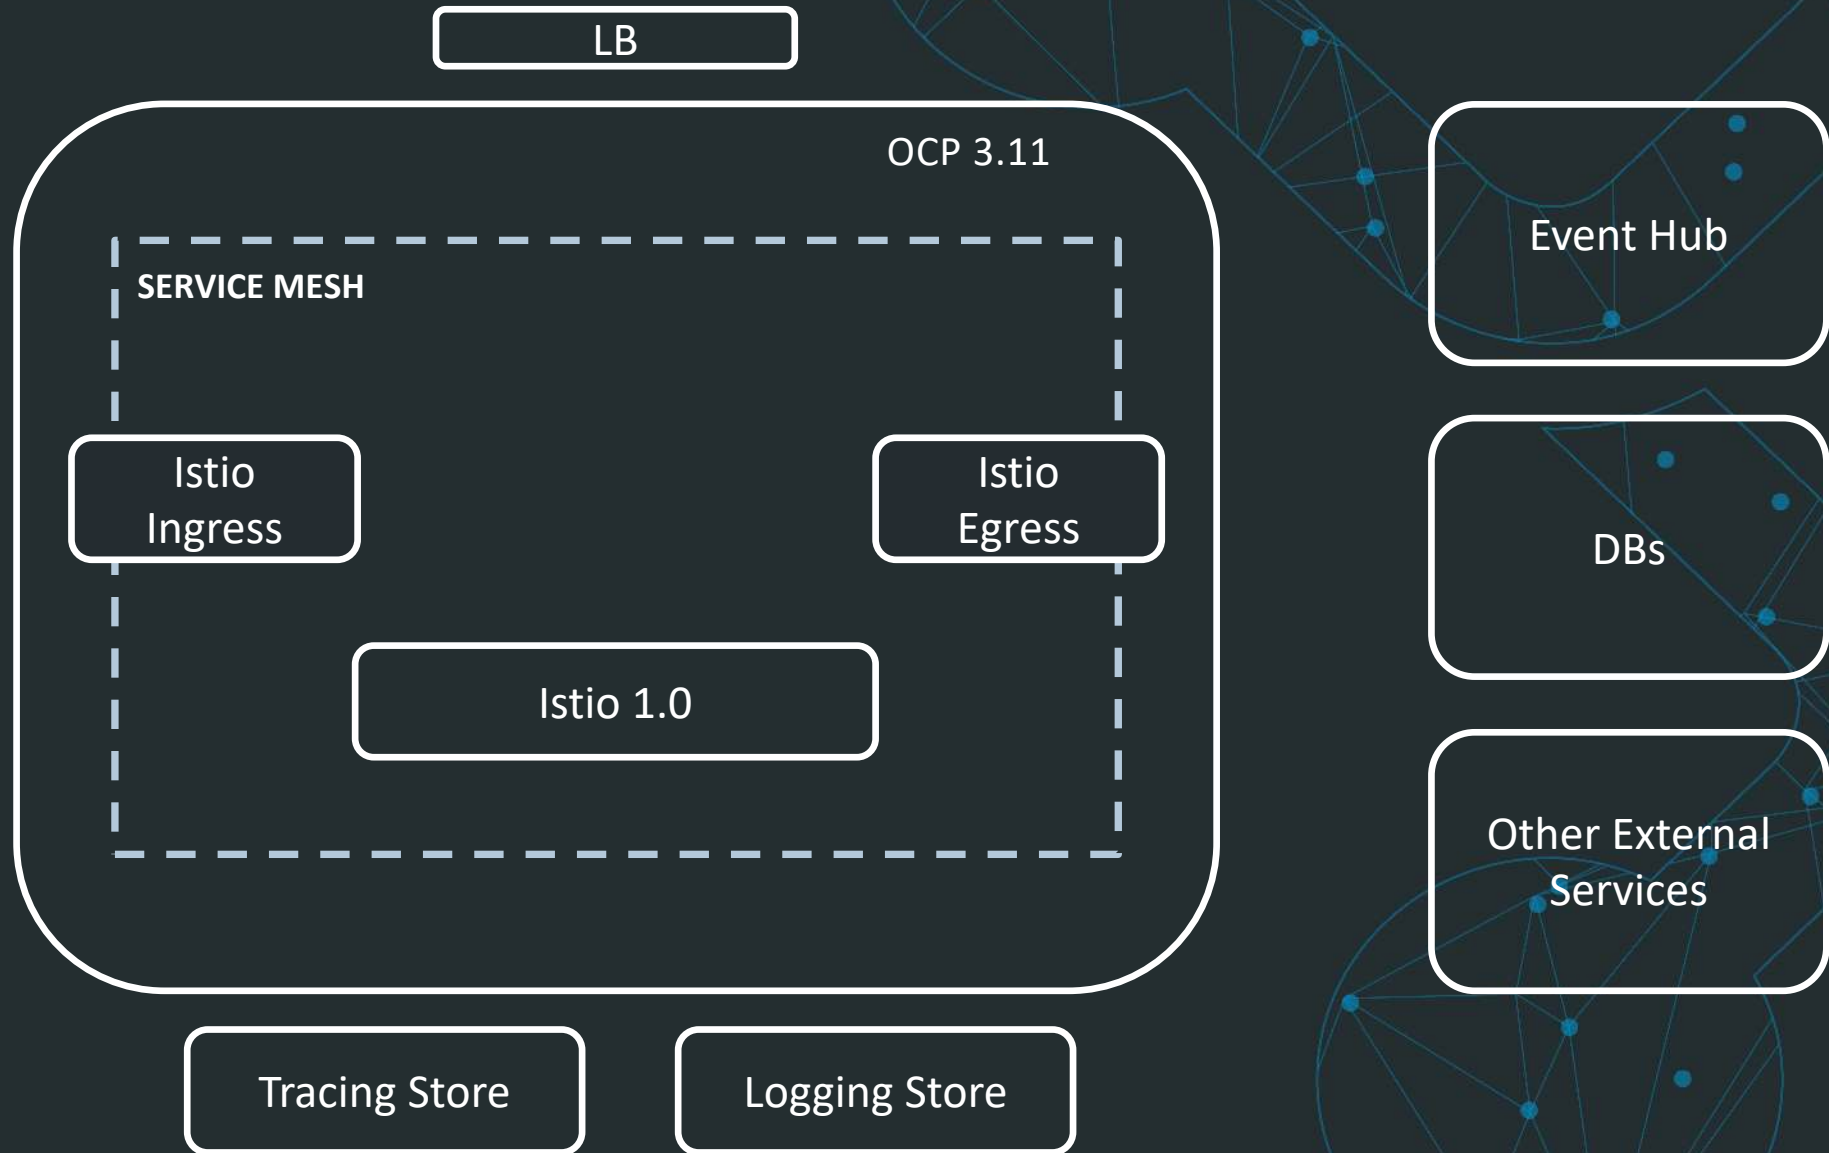 LB
OCP 3.11
SERVICE MESH
Istio
Ingress
Istio
Egress
Istio 1.0
Event Hub
DBs
Other External
Services
Tracing Store
Logging Store